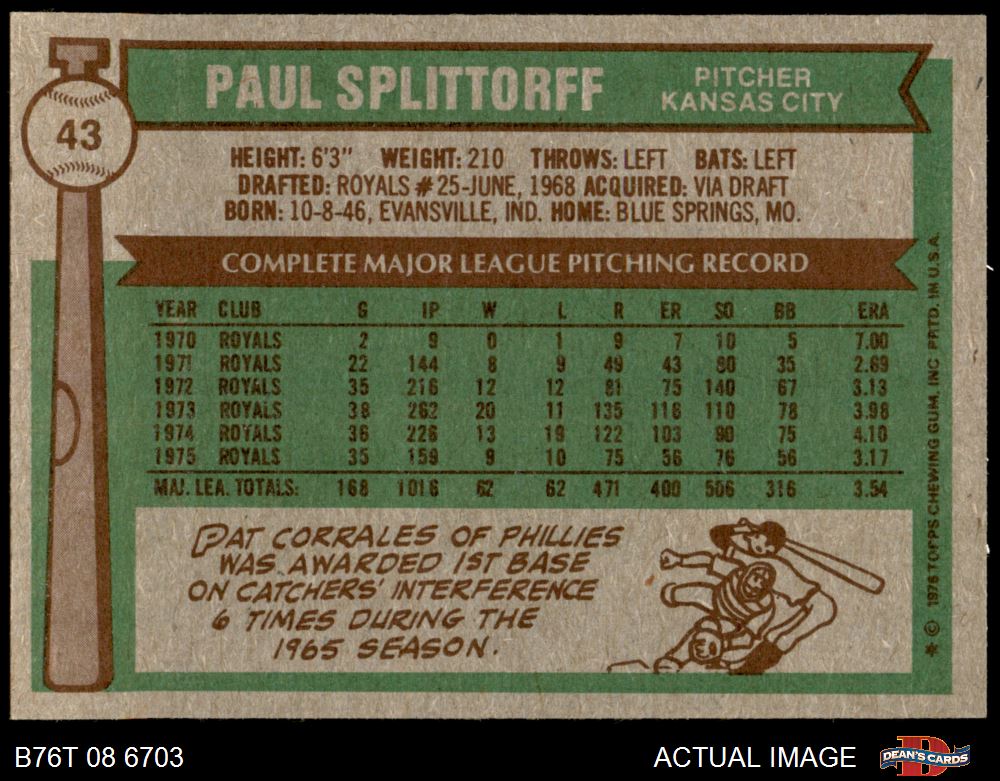 PAUL SPLITTORFF
PITCHER
KANSAS CITY
43
HEIGHT: 6'3" WEIGHT: 210 THROWS: LEFT BATS: LEFT
DRAFTED: ROYALS #25-JUNE, 1968 ACQUIRED: VIA DRAFT
BORN: 10-8-46, EVANSVILLE, IND. HOME: BLUE SPRINGS, MO.
COMPLETE MAJOR LEAGUE PITCHING RECORD
YEAR CLUB G IP W L R ER SO BB ERA
1970 ROYALS 2 9 0 1 9 7 10 5 7.00
1971 ROYALS 22 144 8 9 49 43 80 35 2.69
1972 ROYALS 35 216 12 12 81 75 140 67 3.13
1973 ROYALS 38 262 20 11 135 116 110 78 3.98
1974 ROYALS 36 226 13 19 122 103 90 75 4.10
1975 ROYALS 35 159 9 10 75 56 76 56 3.17
MAJ. LEA. TOTALS: 168 1016 62 62 471 400 506 316 3.54
PAT CORRALES OF PHILLIES
WAS AWARDED 1ST BASE
ON CATCHERS' INTERFERENCE
6 TIMES DURING THE
1965 SEASON.
* © 1976 TOPPS CHEWING GUM, INC. PRTD. IN U.S.A.
B76T 08 6703
ACTUAL IMAGE
DEAN'S CARDS